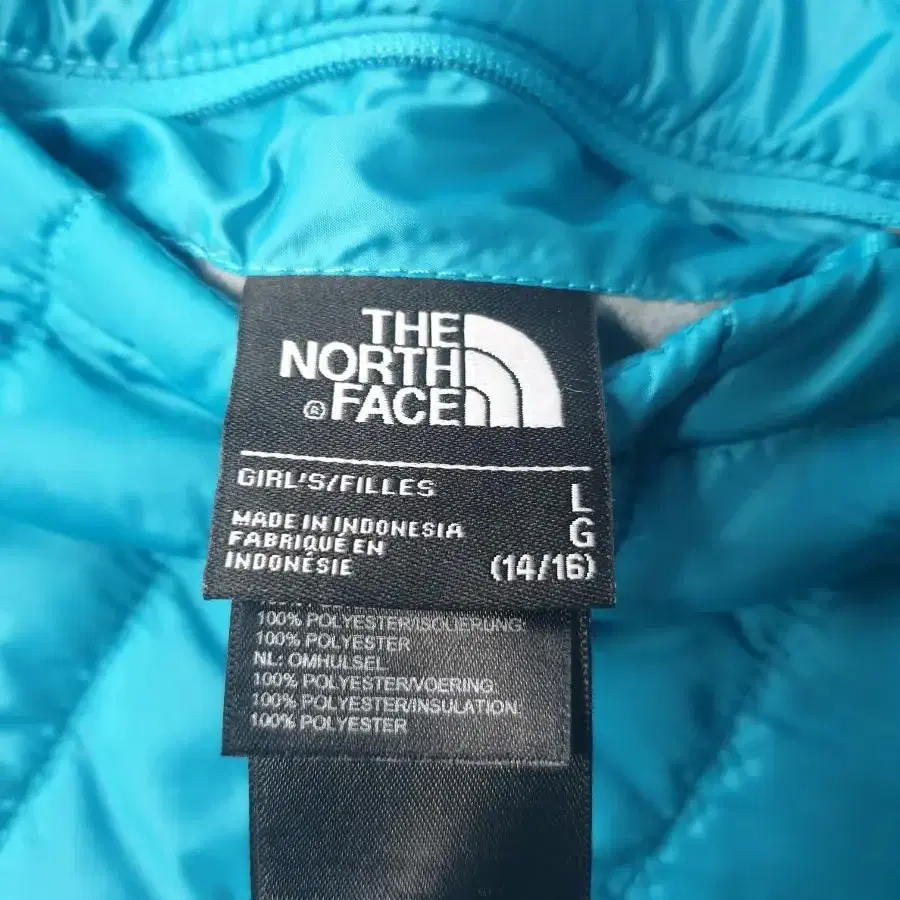 THE
NORTH
® FACE
GIRL'S/FILLES
L
G
(14/16)
MADE IN INDONESIA
FABRIQUÉ EN
INDONÉSIE
100% POLYESTER/ISOLIERUNG:
100% POLYESTER
NL: OMHULSEL
100% POLYESTER/VOERING:
100% POLYESTER/INSULATION:
100% POLYESTER